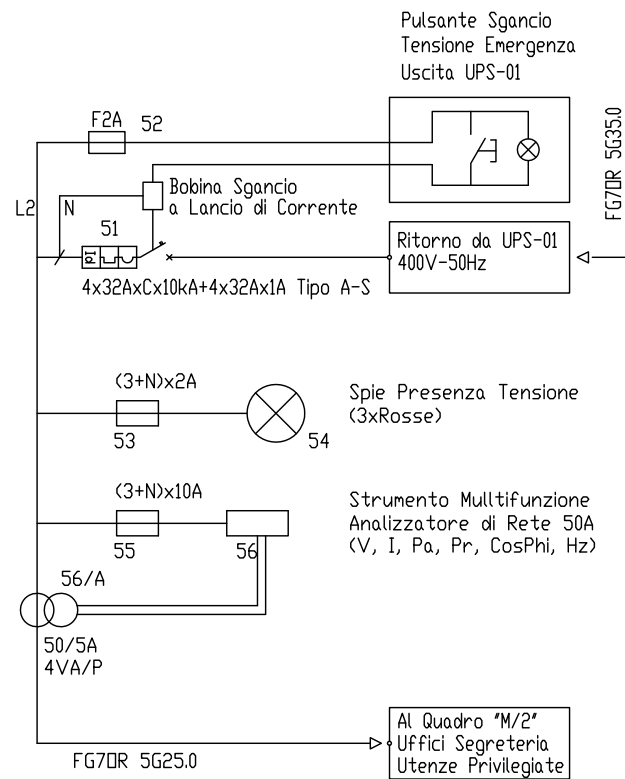 Pulsante Sgancio
Tensione Emergenza
Uscita UPS-01
F2A
52
FG7OR 5G35.0
Bobina Sgancio
a Lancio di Corrente
L2
N
51
Ritorno da UPS-01
400V-50Hz
4x32AxCx10kA+4x32Ax1A Tipo A-S
(3+N)x2A
53
54
Spie Presenza Tensione
(3xRosse)
(3+N)x10A
55
56
Strumento Mulltifunzione
Analizzatore di Rete 50A
(V, I, Pa, Pr, CosPhi, Hz)
56/A
50/5A
4VA/P
FG7OR 5G25.0
Al Quadro "M/2"
Uffici Segreteria
Utenze Privilegiate